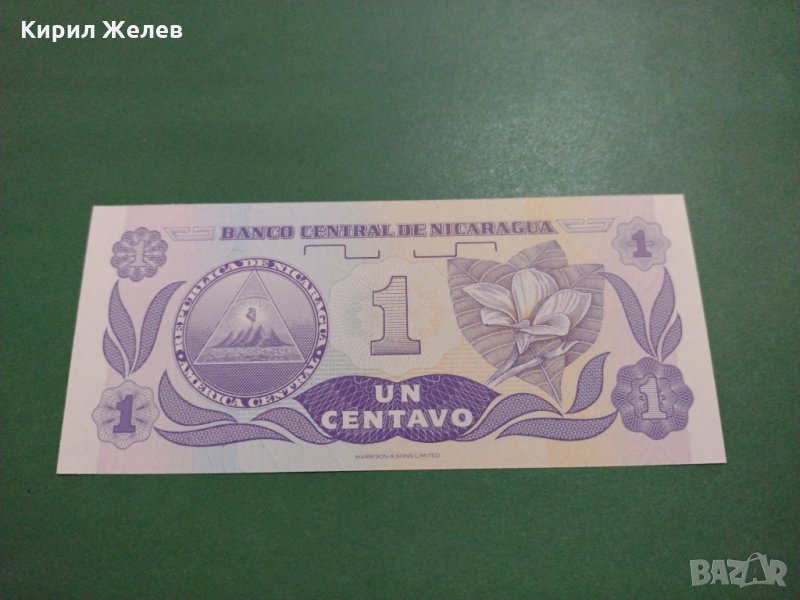 Кирил Желев
BANCO CENTRAL DE NICARAGUA
1 1
REPUBLICA DE NICARAGUA
AMERICA CENTRAL
1
UN
CENTAVO
1 1
HARRISON & SONS LIMITED
BAZAR